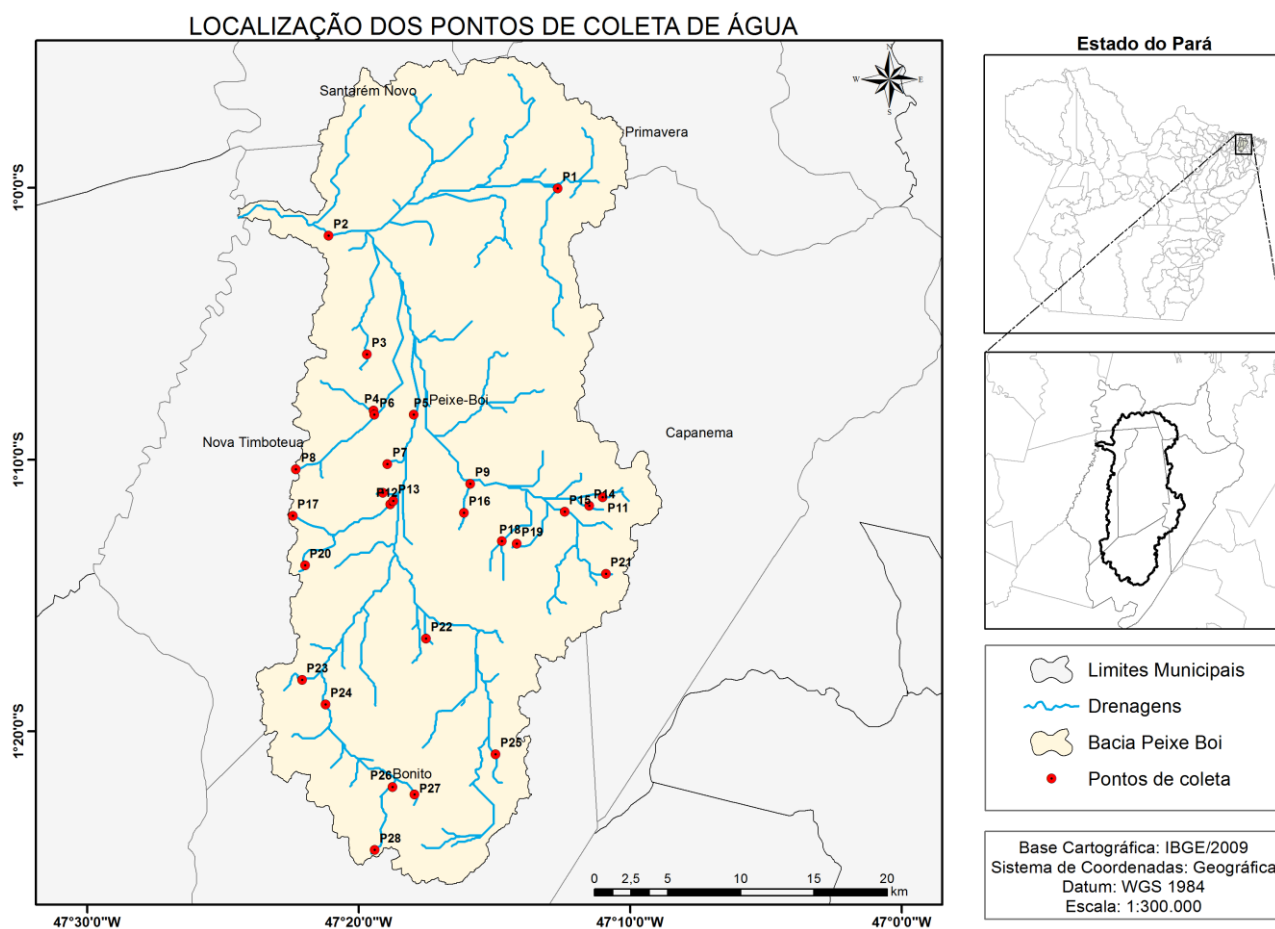 LOCALIZAÇÃO DOS PONTOS DE COLETA DE ÁGUA
N
W
E
S
Santarém Novo
Primavera
P1
P2
P3
P4
P6
P5
Peixe-Boi
Nova Timboteua
Capanema
P7
P8
P9
P12
P13
P14
P15
P11
P16
P17
P18
P19
P20
P21
P22
P23
P24
P25
P26
Bonito
P27
P28
1°0'0"S
1°10'0"S
1°20'0"S
47°30'0"W
47°20'0"W
47°10'0"W
47°0'0"W
0 2,5 5 10 15 20
km
Estado do Pará
Limites Municipais
Drenagens
Bacia Peixe Boi
Pontos de coleta
Base Cartográfica: IBGE/2009
Sistema de Coordenadas: Geográfica
Datum: WGS 1984
Escala: 1:300.000